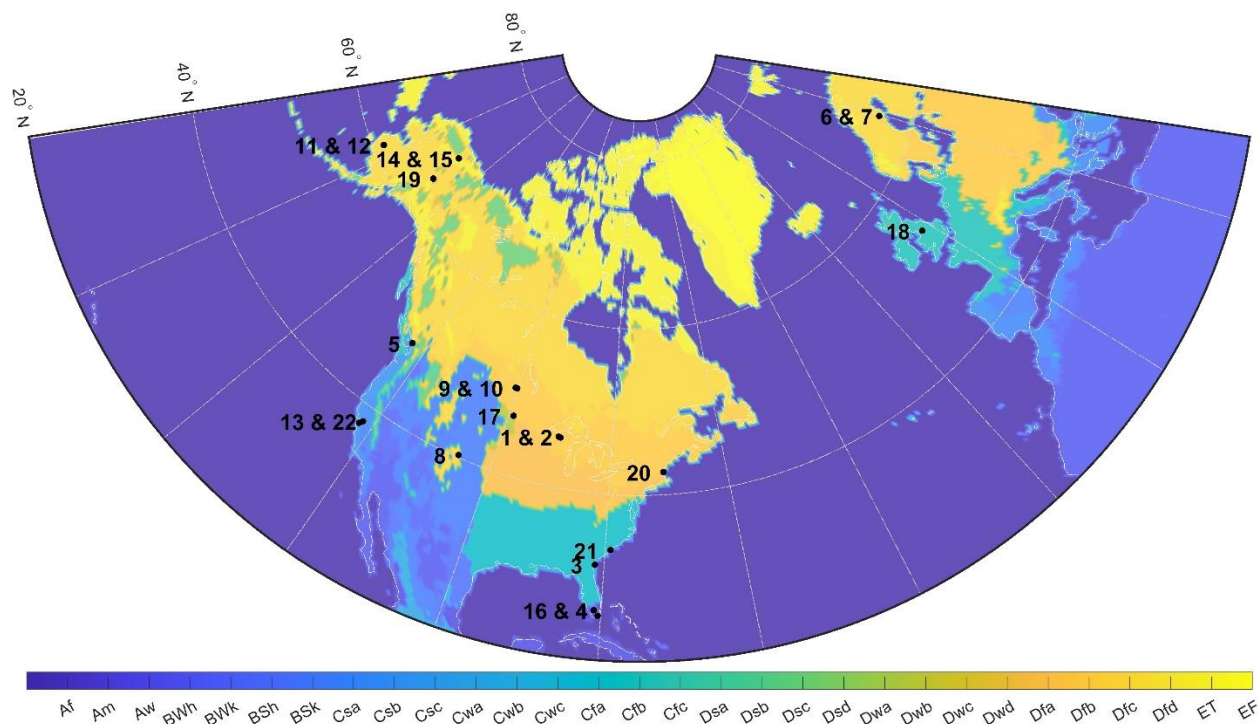 80° N
60° N
40° N
20° N
6 & 7
11 & 12
14 & 15
19
18
5
9 & 10
17
13 & 22
1 & 2
8
20
21
3
16 & 4
Af Am Aw BWh BWk BSh BSk Csa Csb Csc Cwa Cwb Cwc Cfa Cfb Cfc Dsa Dsb Dsc Dsd Dwa Dwb Dwc Dwd Dfa Dfb Dfc Dfd ET